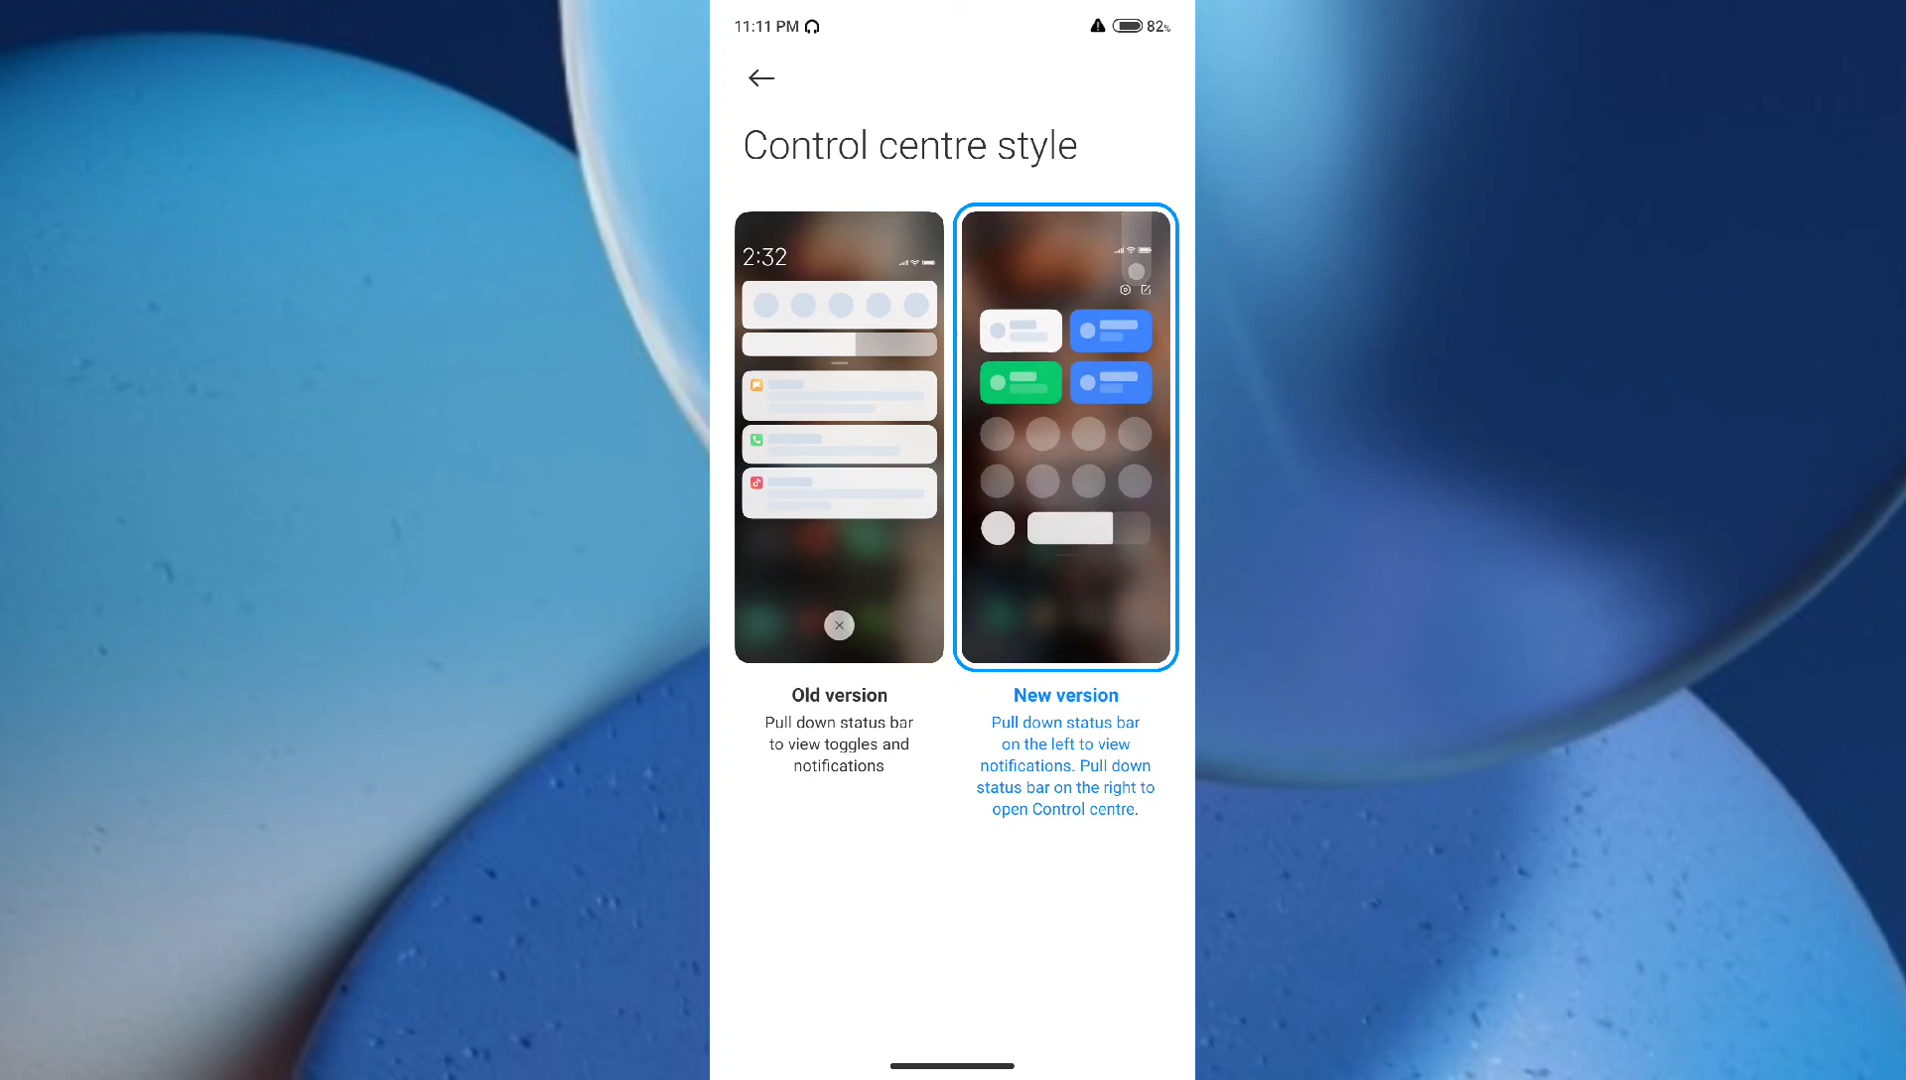 11:11 PM
82%
Control centre style
2:32
Old version
Pull down status bar
to view toggles and
notifications
New version
Pull down status bar
on the left to view
notifications. Pull down
status bar on the right to
open Control centre.